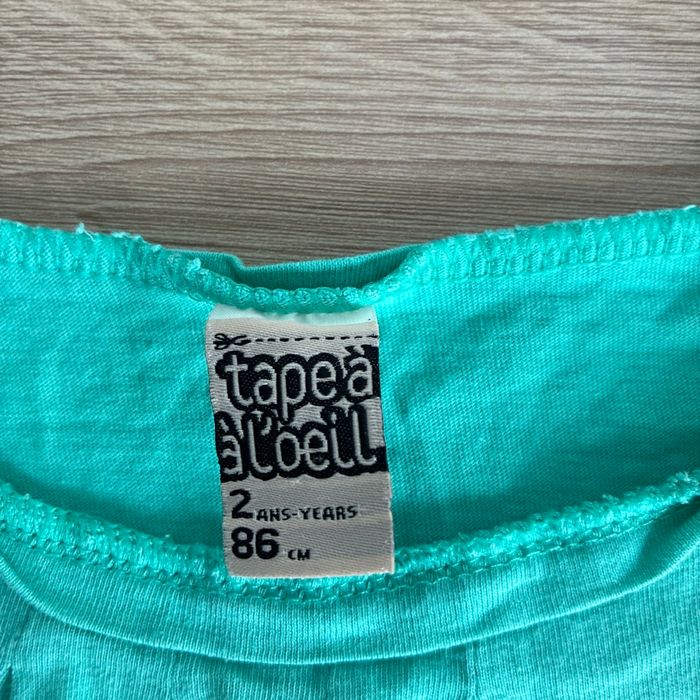 tape à
à l'oeil
2 ANS-YEARS
86 CM